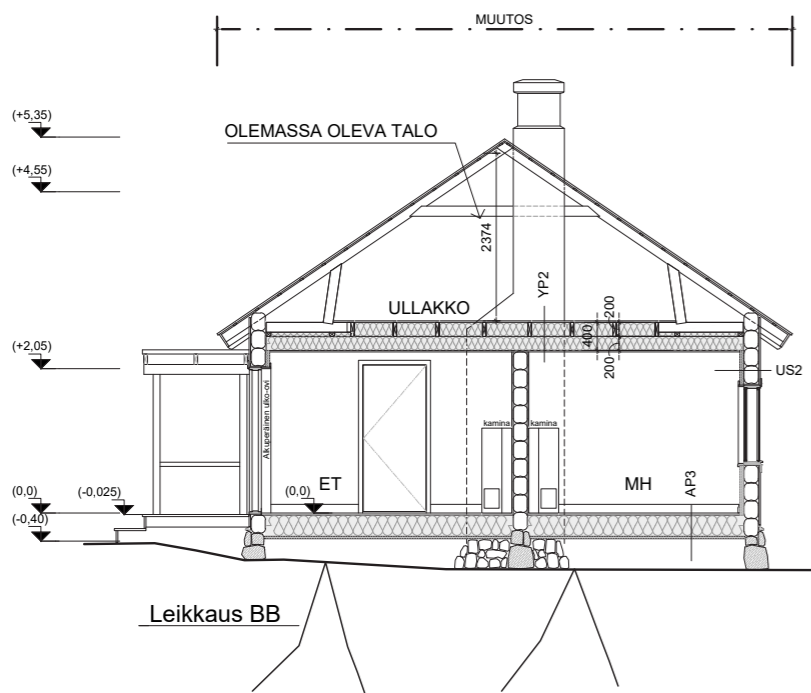 MUUTOS
(+5,35)
OLEMASSA OLEVA TALO
(+4,55)
2374
YP2
ULLAKKO
200
400
200
(+2,05)
US2
Alkuperäinen ulko-ovi
kamina
kamina
ET
MH
AP3
(0,0)
(-0,025)
(0,0)
(-0,40)
Leikkaus BB